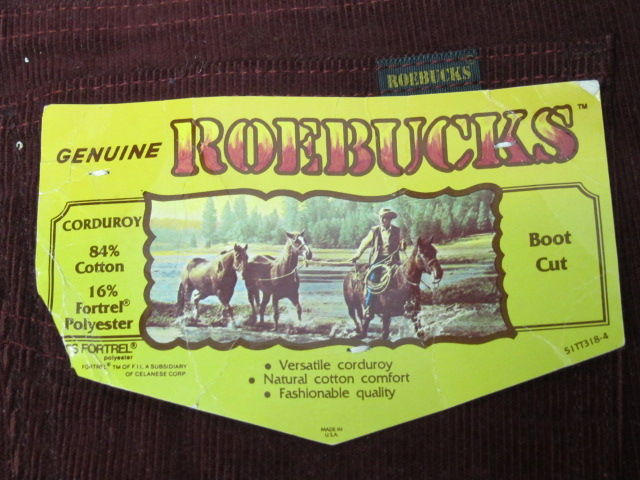 ROEBUCKS
GENUINE ROEBUCKS™
CORDUROY
84%
Cotton
16%
Fortrel®
Polyester
FORTREL®
polyester
FORTREL® TM OF F.I.I., A SUBSIDIARY
OF CELANESE CORP
Boot
Cut
• Versatile corduroy
• Natural cotton comfort
• Fashionable quality
51TT318-4
MADE IN
U.S.A.